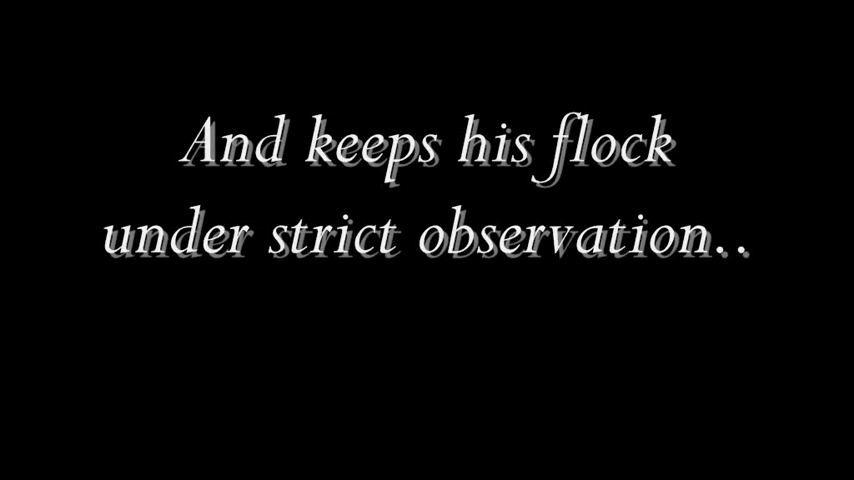 And keeps his flock
under strict observation..